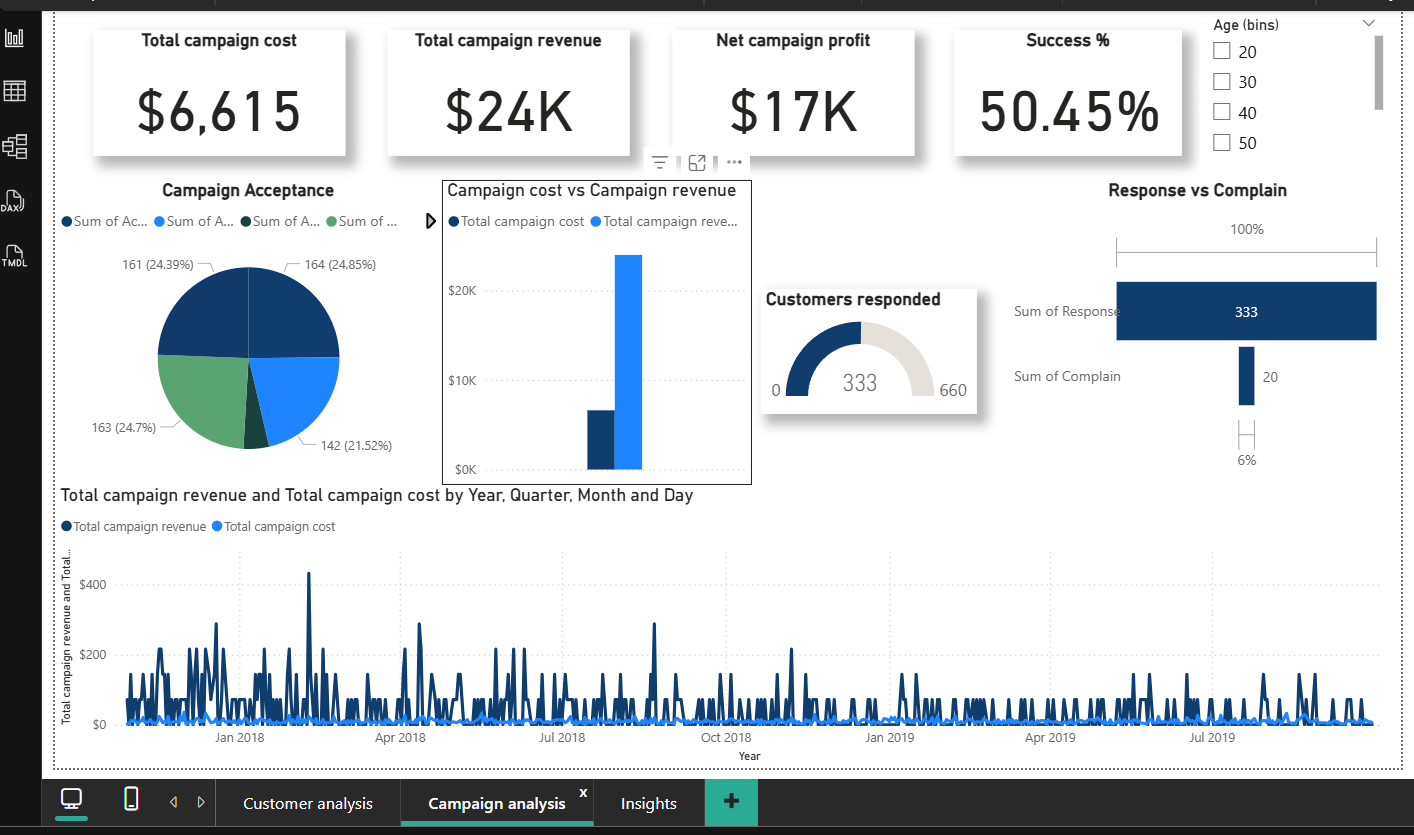 Total campaign cost
$6,615
Total campaign revenue
$24K
Net campaign profit
$17K
Success %
50.45%
Age (bins)
20
30
40
50
DAX
TMDL
Campaign Acceptance
Sum of Ac... Sum of A... Sum of A... Sum of ...
161 (24.39%)
164 (24.85%)
163 (24.7%)
142 (21.52%)
Campaign cost vs Campaign revenue
Total campaign cost Total campaign reve...
$20K
$10K
$0K
Customers responded
0
333
660
Response vs Complain
100%
Sum of Response
333
Sum of Complain
20
6%
Total campaign revenue and Total campaign cost by Year, Quarter, Month and Day
Total campaign revenue Total campaign cost
Total campaign revenue and Total...
$400
$200
$0
Jan 2018
Apr 2018
Jul 2018
Oct 2018
Jan 2019
Apr 2019
Jul 2019
Year
Customer analysis
Campaign analysis
x
Insights
+